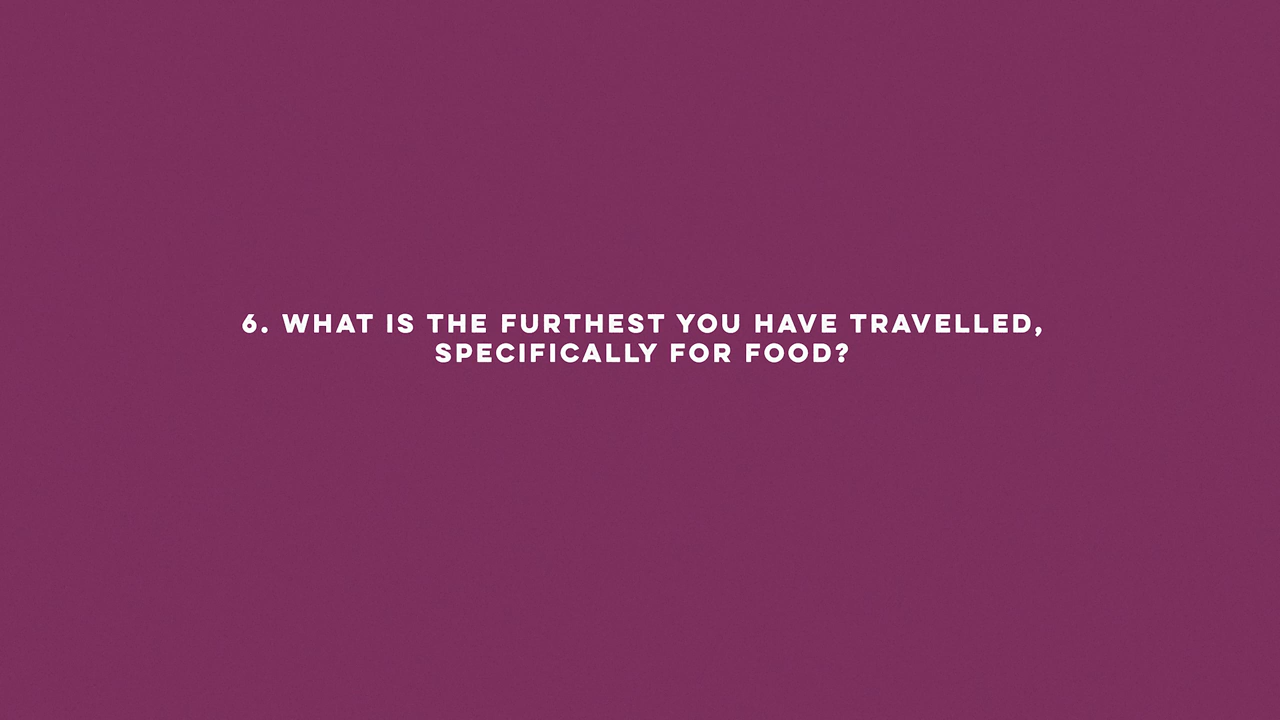 6. WHAT IS THE FURTHEST YOU HAVE TRAVELLED,
SPECIFICALLY FOR FOOD?